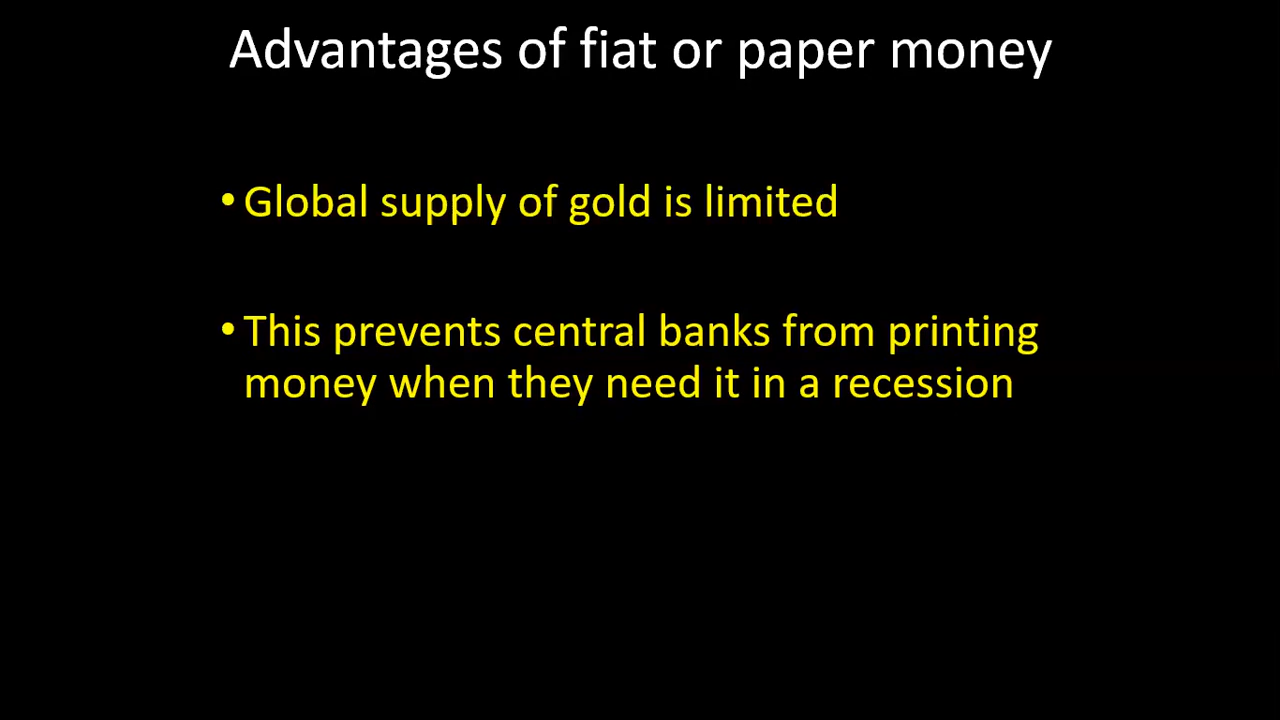 Advantages of fiat or paper money
• Global supply of gold is limited
• This prevents central banks from printing
money when they need it in a recession